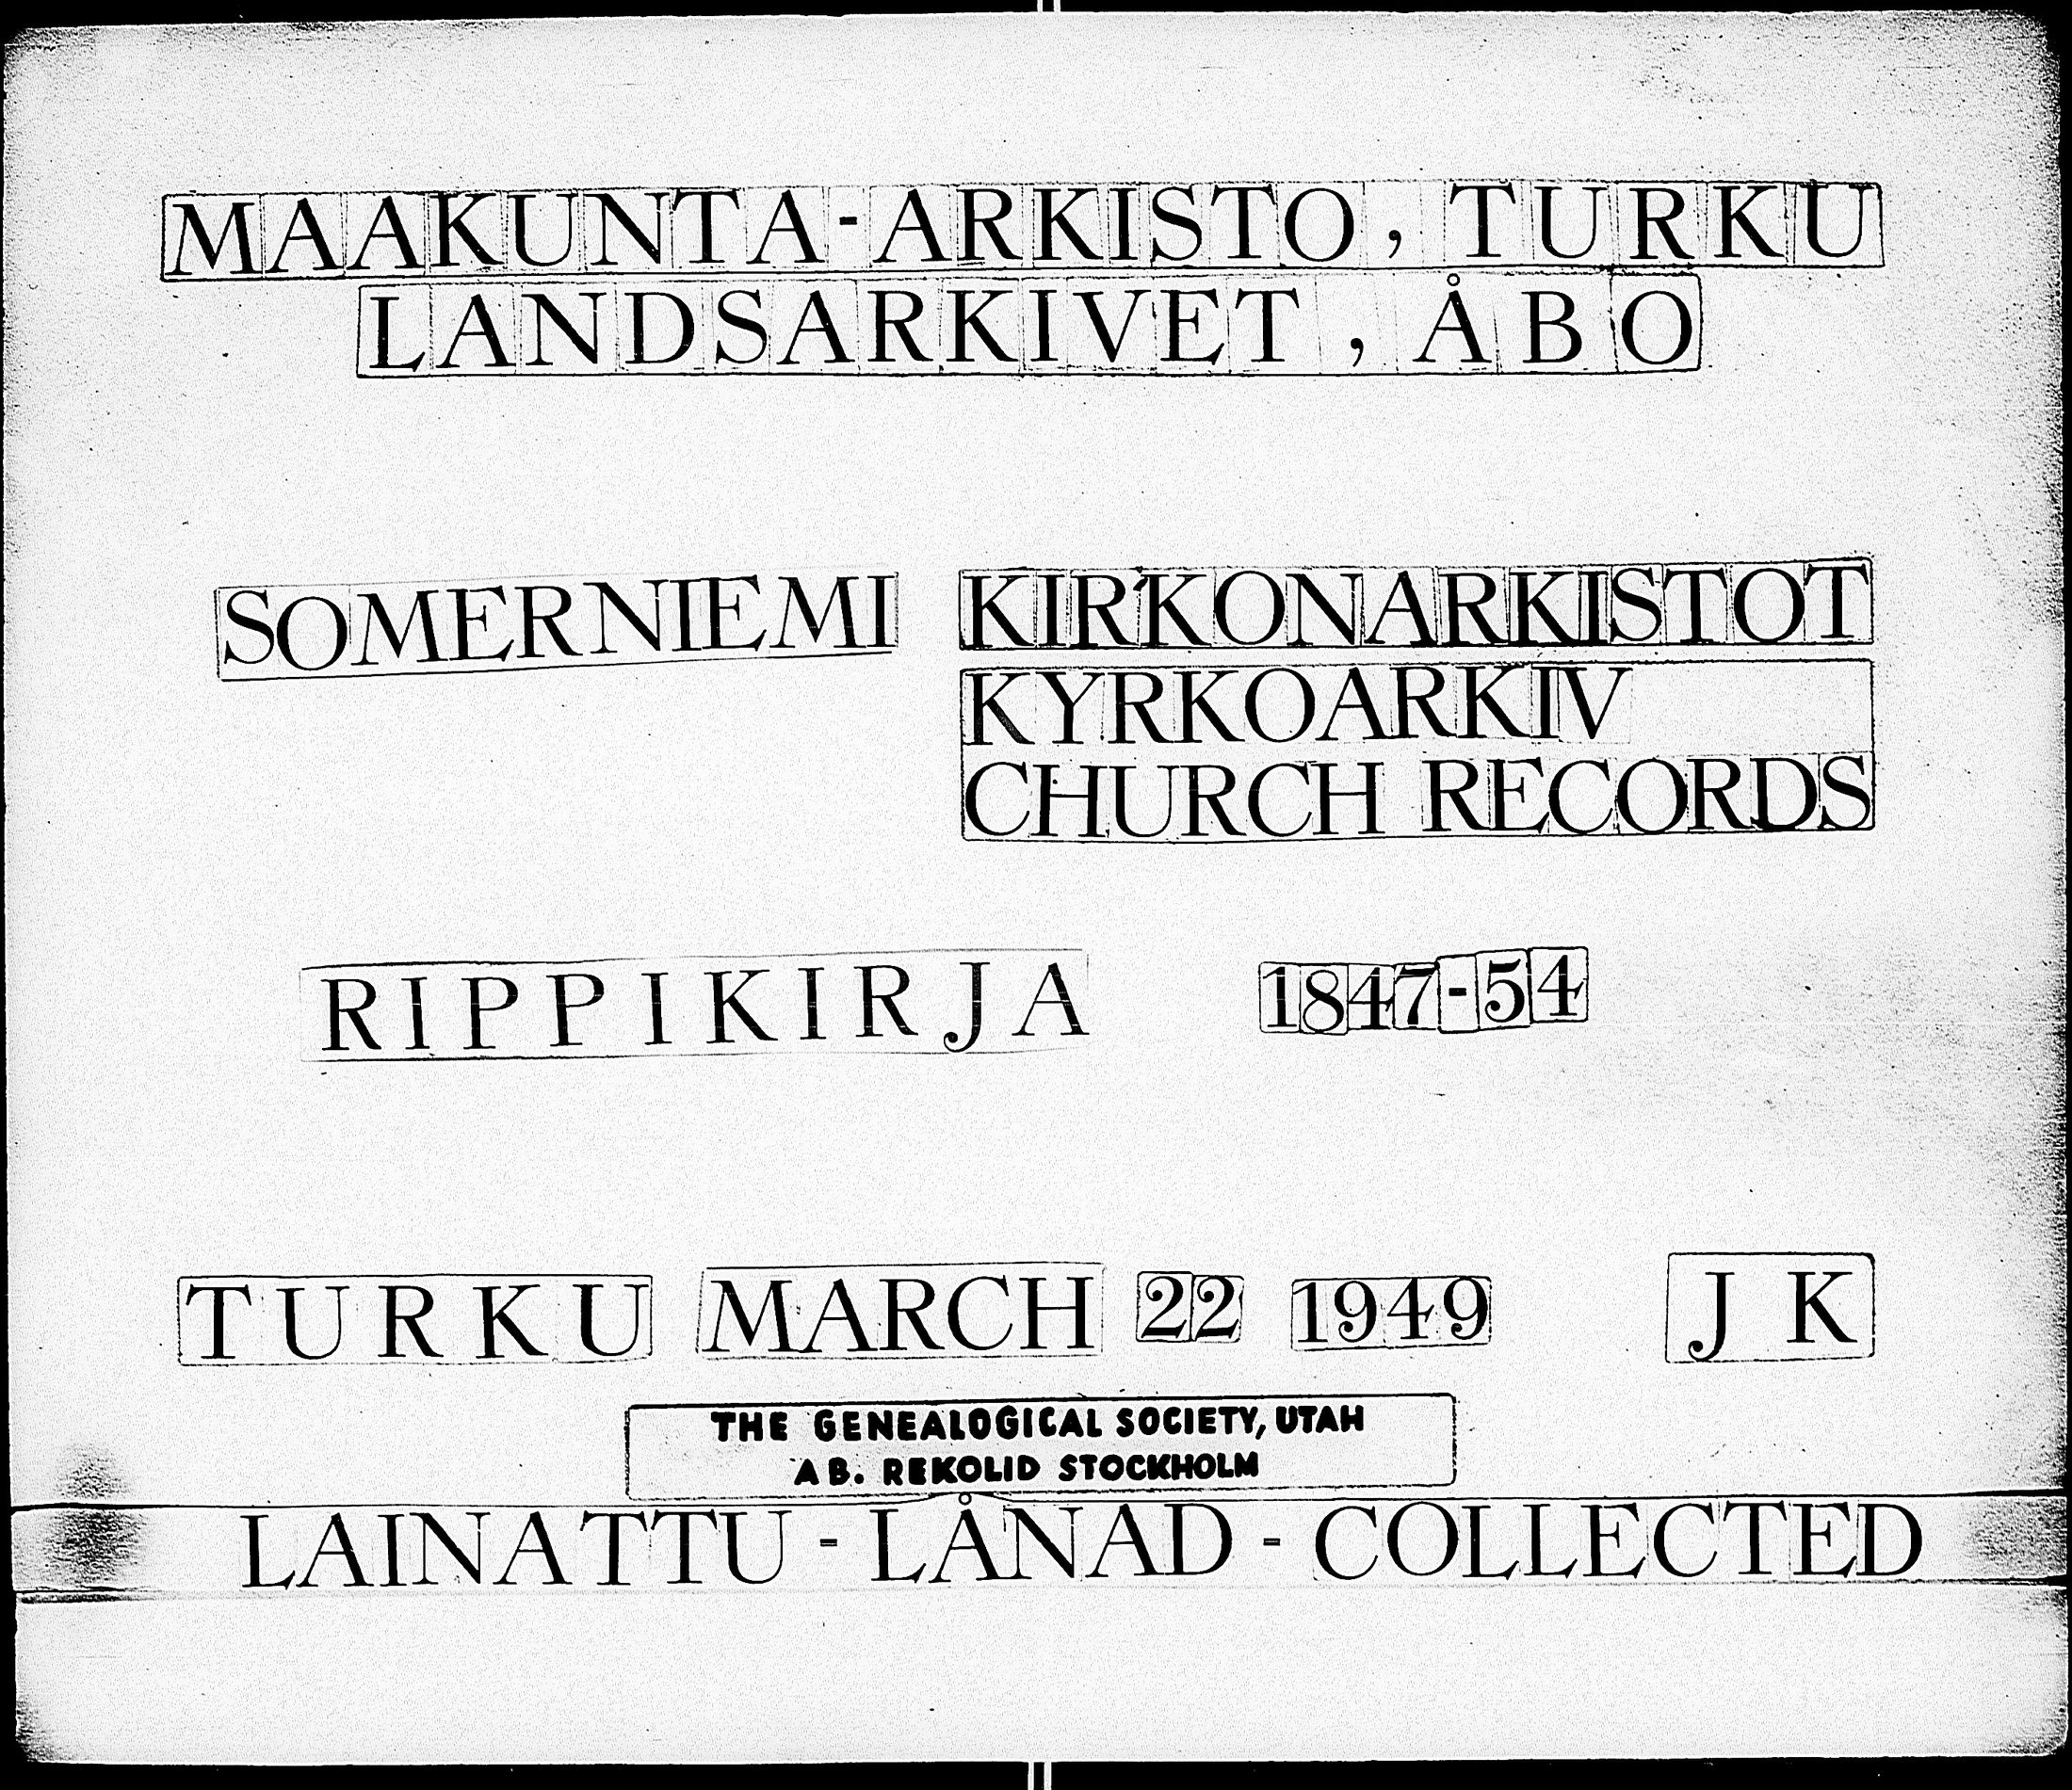 MAAKUNTA-ARKISTO, TURKU
LANDSARKIVET, ÅBO
SOMERNIEMI KIRKONARKISTOT
KYRKOARKIV
CHURCH RECORDS
RIPPIKIRJA 1847-54
TURKU MARCH 22 1949 J K
THE GENEALOGICAL SOCIETY, UTAH
AB. REKOLID STOCKHOLM
LAINATTU - LÅNAD - COLLECTED